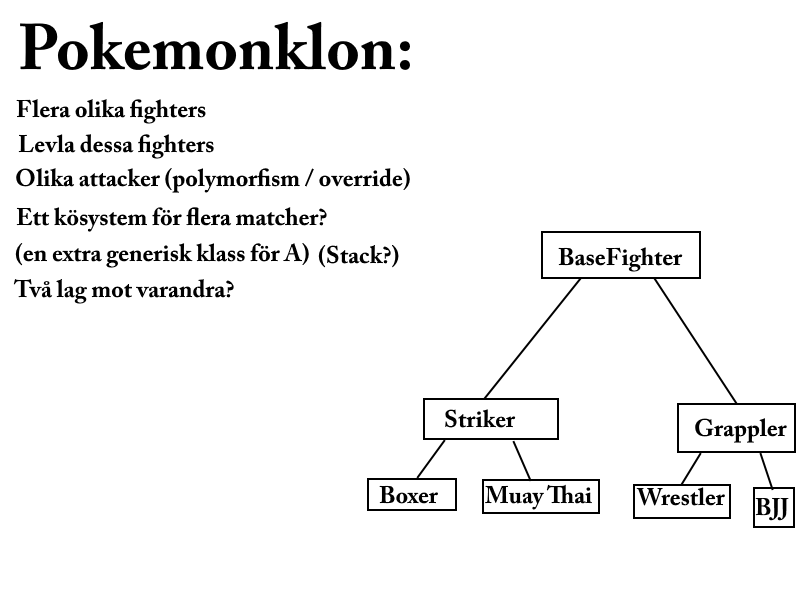 Pokemonklon:
Flera olika fighters
Levla dessa fighters
Olika attacker (polymorfism / override)
Ett kösystem för flera matcher?
(en extra generisk klass för A) (Stack?)
Två lag mot varandra?
BaseFighter
Striker
Grappler
Boxer
Muay Thai
Wrestler
BJJ